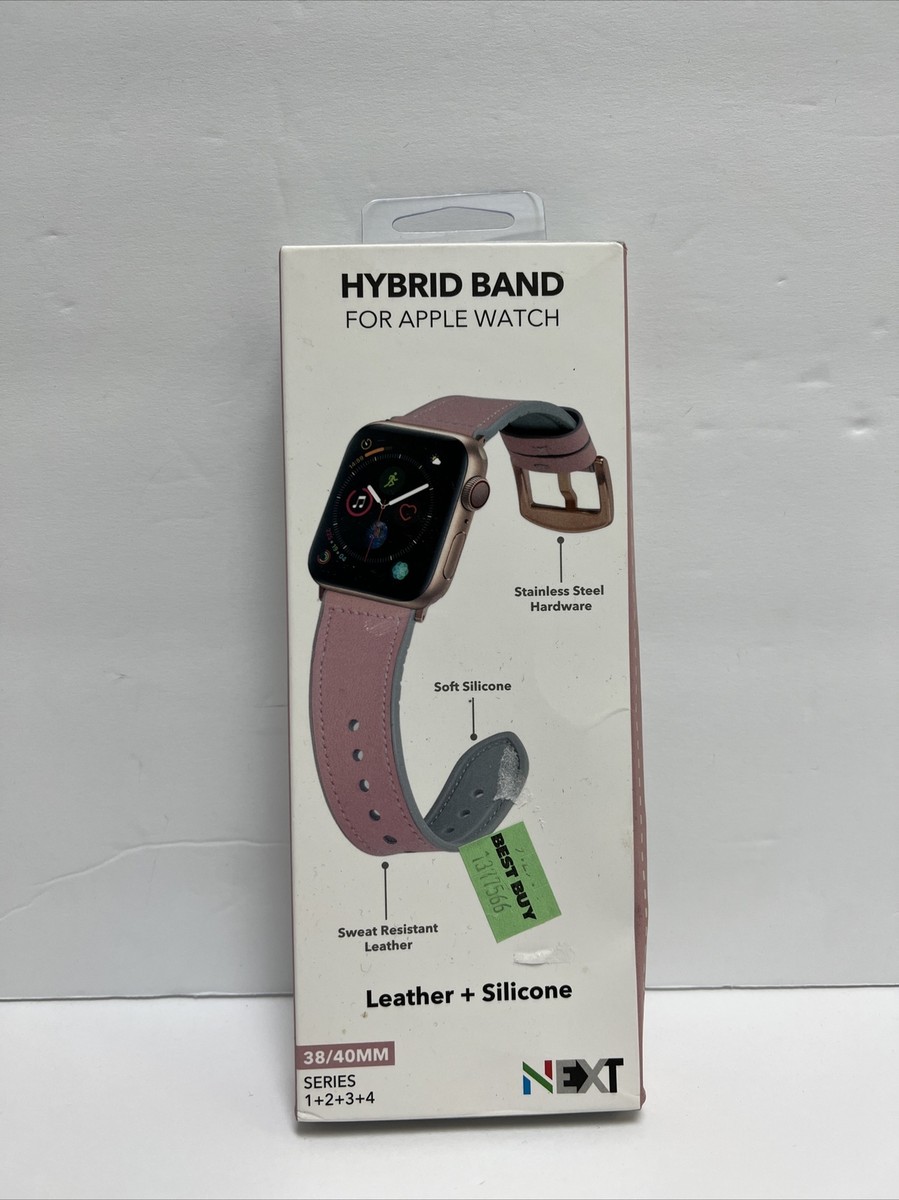 HYBRID BAND
FOR APPLE WATCH
Stainless Steel
Hardware
Soft Silicone
BEST BUY
1377566
Sweat Resistant
Leather
Leather + Silicone
38/40MM
SERIES
1+2+3+4
NEXT